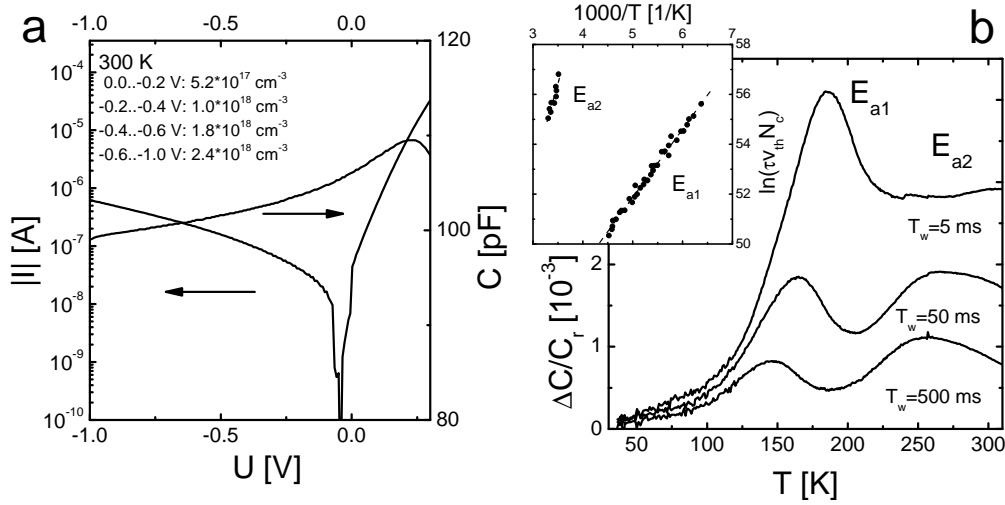 a
-1.0 -0.5 0.0
300 K
0.0..-0.2 V: 5.2*10^17 cm^-3
-0.2..-0.4 V: 1.0*10^18 cm^-3
-0.4..-0.6 V: 1.8*10^18 cm^-3
-0.6..-1.0 V: 2.4*10^18 cm^-3
10^-4
10^-5
10^-6
10^-7
10^-8
10^-9
10^-10
|I| [A]
120
100
80
C [pF]
-1.0 -0.5 0.0
U [V]
b
1000/T [1/K]
3 4 5 6 7
58
56
54
52
50
ln(τv_thN_c)
E_a2
E_a1
E_a1
E_a2
T_w=5 ms
T_w=50 ms
T_w=500 ms
2
1
0
ΔC/C_r [10^-3]
50 100 150 200 250 300
T [K]